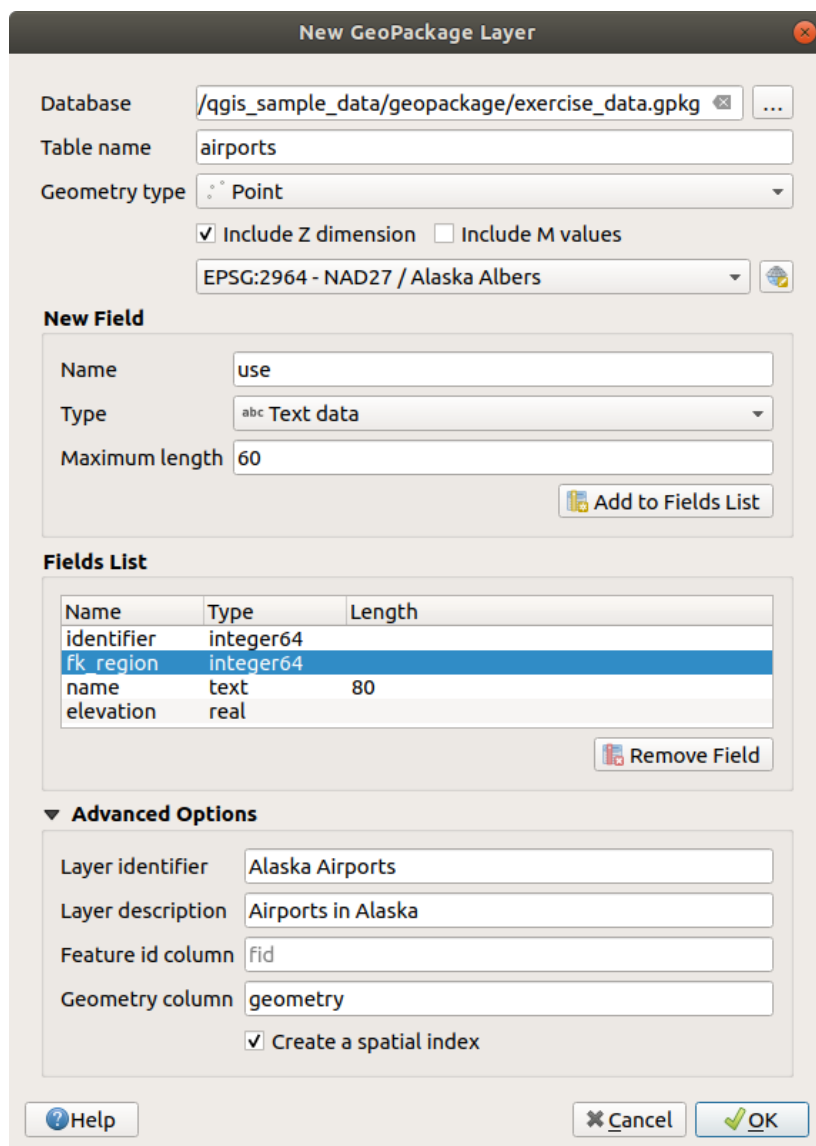 New GeoPackage Layer
Database /qgis_sample_data/geopackage/exercise_data.gpkg ...
Table name airports
Geometry type Point
Include Z dimension Include M values
EPSG:2964 - NAD27 / Alaska Albers
New Field
Name use
Type abc Text data
Maximum length 60
Add to Fields List
Fields List
Name Type Length
identifier integer64
fk_region integer64
name text 80
elevation real
Remove Field
Advanced Options
Layer identifier Alaska Airports
Layer description Airports in Alaska
Feature id column fid
Geometry column geometry
Create a spatial index
?Help Cancel OK